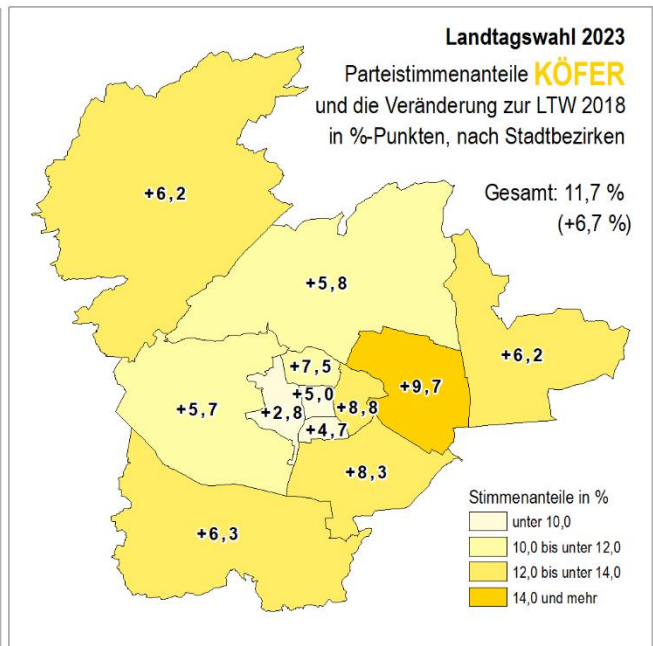 Landtagswahl 2023
Parteistimmenanteile KÖFER
und die Veränderung zur LTW 2018
in %-Punkten, nach Stadtbezirken
Gesamt: 11,7 %
(+6,7 %)
+6,2
+5,8
+6,2
+7,5
+9,7
+5,0
+5,7
+2,8
+8,8
+4,7
+8,3
+6,3
Stimmenanteile in %
unter 10,0
10,0 bis unter 12,0
12,0 bis unter 14,0
14,0 und mehr